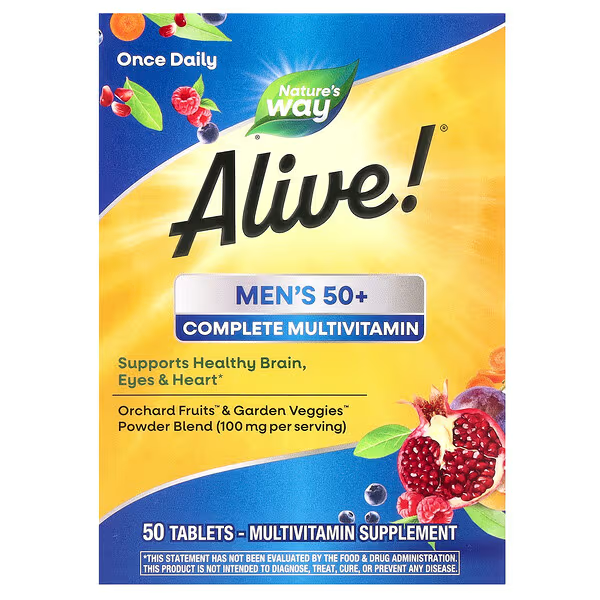 Once Daily
Nature's
way®
Alive!®
MEN'S 50+
COMPLETE MULTIVITAMIN
Supports Healthy Brain,
Eyes & Heart*
Orchard Fruits™ & Garden Veggies™
Powder Blend (100 mg per serving)
50 TABLETS - MULTIVITAMIN SUPPLEMENT
*THIS STATEMENT HAS NOT BEEN EVALUATED BY THE FOOD & DRUG ADMINISTRATION.
THIS PRODUCT IS NOT INTENDED TO DIAGNOSE, TREAT, CURE, OR PREVENT ANY DISEASE.